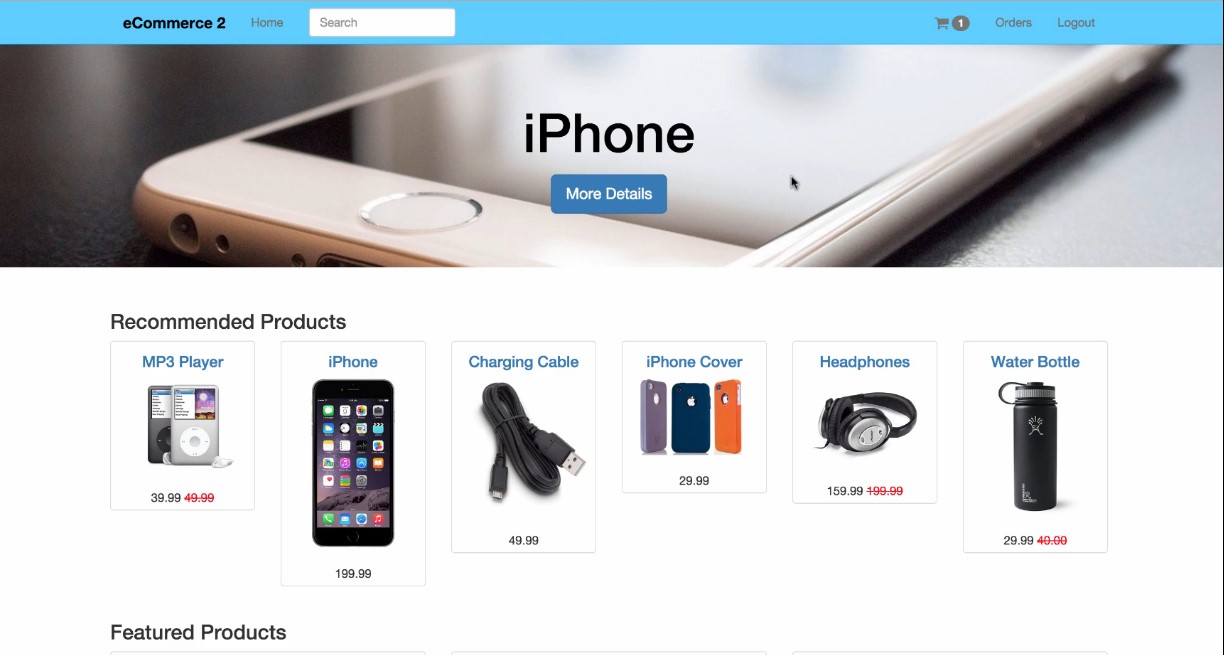 eCommerce 2 Home Search 1 Orders Logout
iPhone
More Details
Recommended Products
MP3 Player iPhone Charging Cable iPhone Cover Headphones Water Bottle
29.99
39.99 49.99
159.99 199.99
49.99
29.99 40.00
199.99
Featured Products